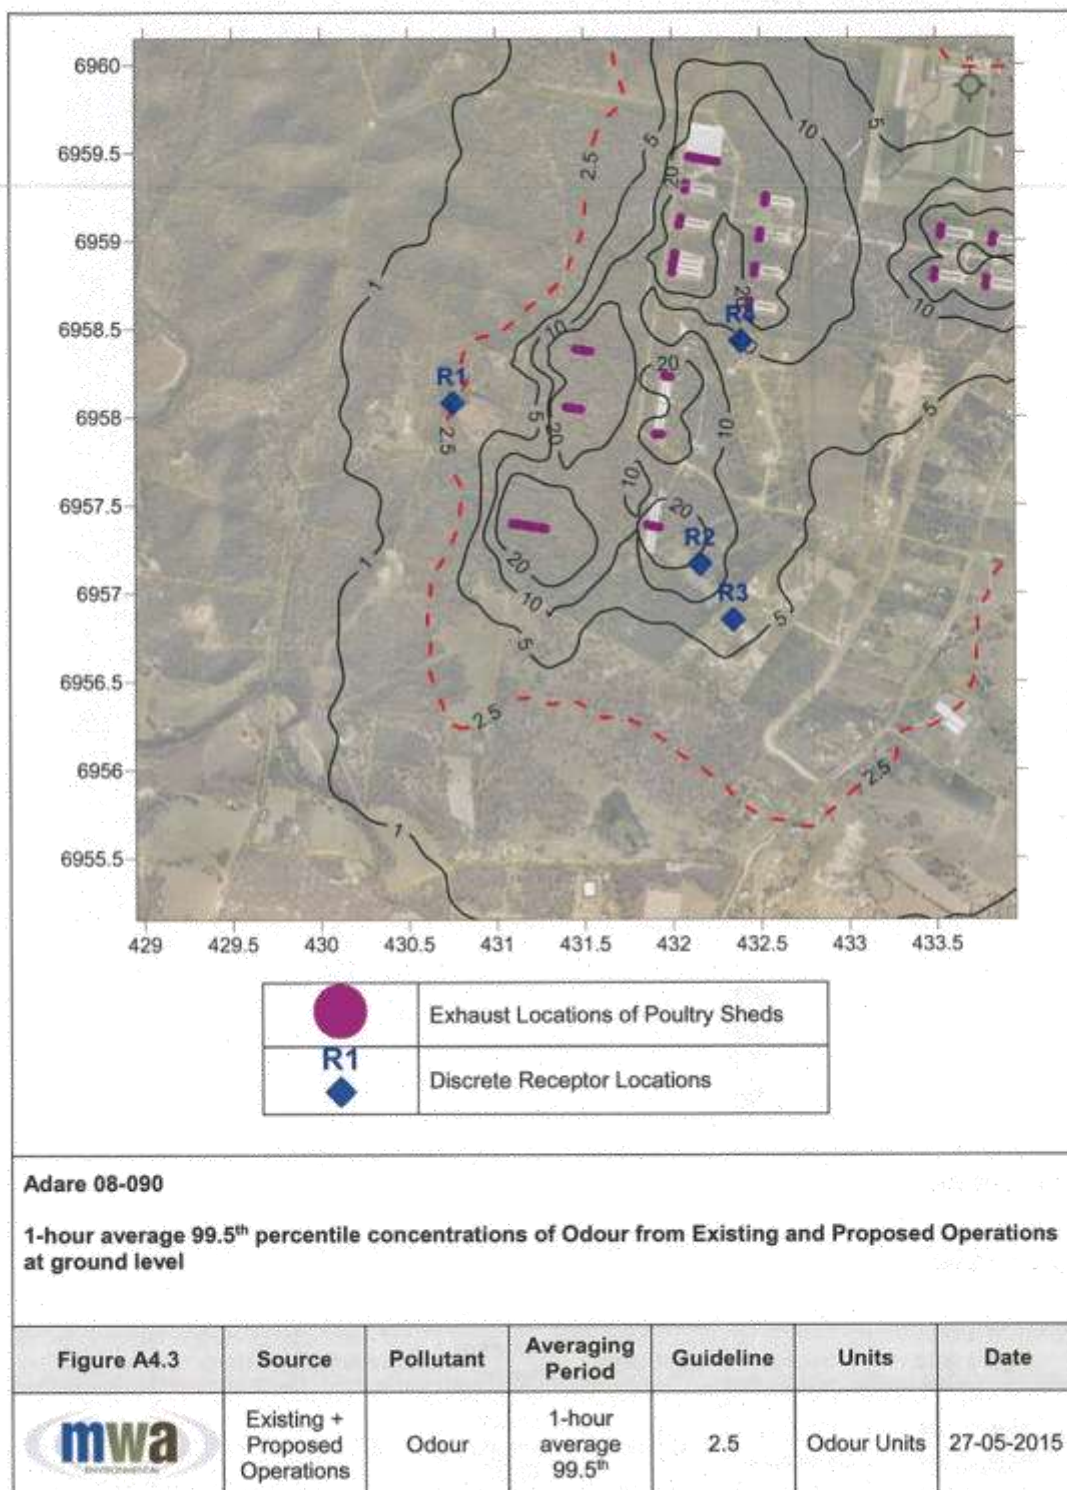 6960
6959.5
6959
6958.5
6958
6957.5
6957
6956.5
6956
6955.5
429
429.5
430
430.5
431
431.5
432
432.5
433
433.5
1
1
1
2.5
2.5
2.5
2.5
5
5
5
5
5
5
10
10
10
10
10
10
20
20
20
20
20
20
R1
R2
R3
R4
Exhaust Locations of Poultry Sheds
R1
Discrete Receptor Locations
Adare 08-090
1-hour average 99.5th percentile concentrations of Odour from Existing and Proposed Operations
at ground level
Figure A4.3 Source Pollutant Averaging Period Guideline Units Date
mwa
ENVIRONMENTAL
Existing + Proposed Operations
Odour
1-hour average 99.5th
2.5
Odour Units
27-05-2015